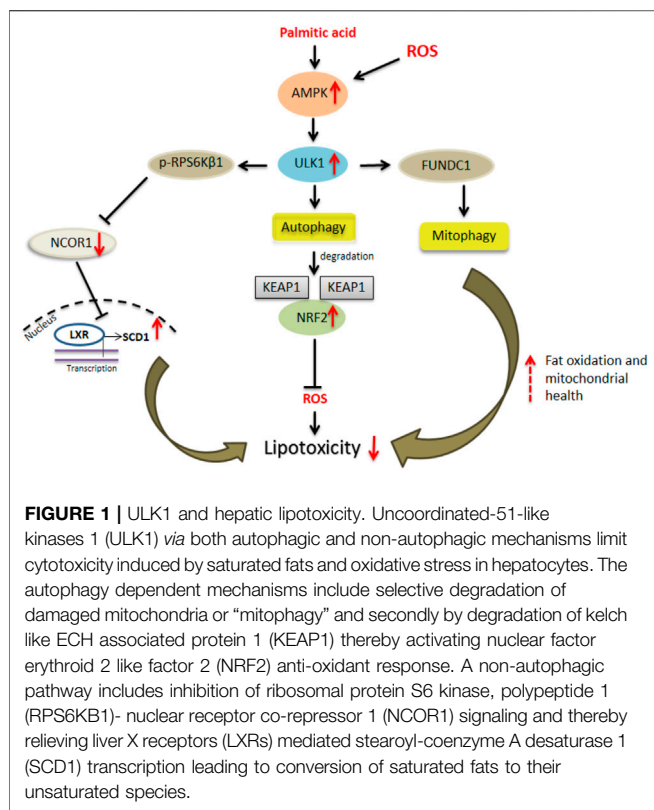 Palmitic acid
ROS
AMPK
p-RPS6Kβ1
ULK1
FUNDC1
NCOR1
Autophagy
Mitophagy
degradation
KEAP1 KEAP1
NRF2
Nucleus
LXR SCD1
Transcription
Fat oxidation and
mitochondrial
health
ROS
Lipotoxicity
FIGURE 1 | ULK1 and hepatic lipotoxicity. Uncoordinated-51-like
kinases 1 (ULK1) via both autophagic and non-autophagic mechanisms limit
cytotoxicity induced by saturated fats and oxidative stress in hepatocytes. The
autophagy dependent mechanisms include selective degradation of
damaged mitochondria or “mitophagy” and secondly by degradation of kelch
like ECH associated protein 1 (KEAP1) thereby activating nuclear factor
erythroid 2 like factor 2 (NRF2) anti-oxidant response. A non-autophagic
pathway includes inhibition of ribosomal protein S6 kinase, polypeptide 1
(RPS6KB1)- nuclear receptor co-repressor 1 (NCOR1) signaling and thereby
relieving liver X receptors (LXRs) mediated stearoyl-coenzyme A desaturase 1
(SCD1) transcription leading to conversion of saturated fats to their
unsaturated species.